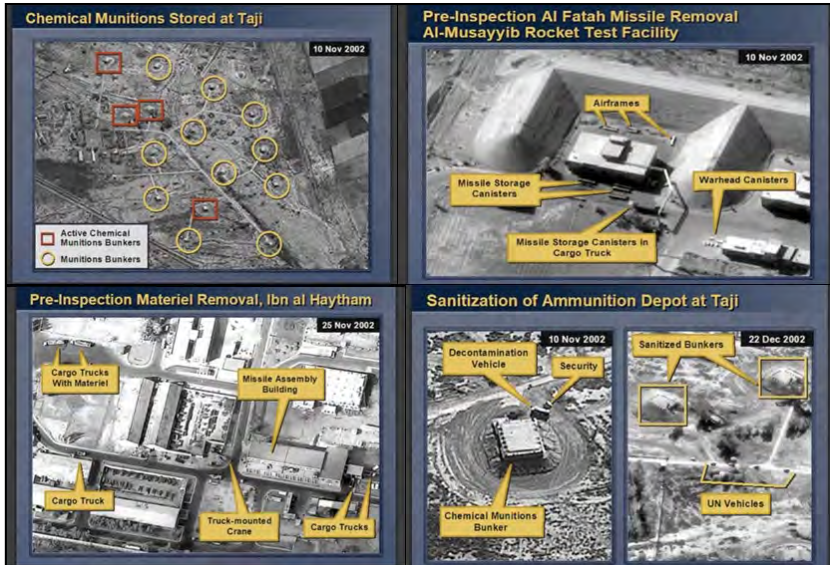 Chemical Munitions Stored at Taji
10 Nov 2002
Active Chemical
Munitions Bunkers
Munitions Bunkers
Pre-Inspection Al Fatah Missile Removal
Al-Musayyib Rocket Test Facility
10 Nov 2002
Airframes
Missile Storage
Canisters
Warhead Canisters
Missile Storage Canisters in
Cargo Truck
Pre-Inspection Materiel Removal, Ibn al Haytham
25 Nov 2002
Cargo Trucks
With Materiel
Missile Assembly
Building
Cargo Truck
Truck-mounted
Crane
Cargo Trucks
Sanitization of Ammunition Depot at Taji
10 Nov 2002
Decontamination
Vehicle
Security
Chemical Munitions
Bunker
22 Dec 2002
Sanitized Bunkers
UN Vehicles